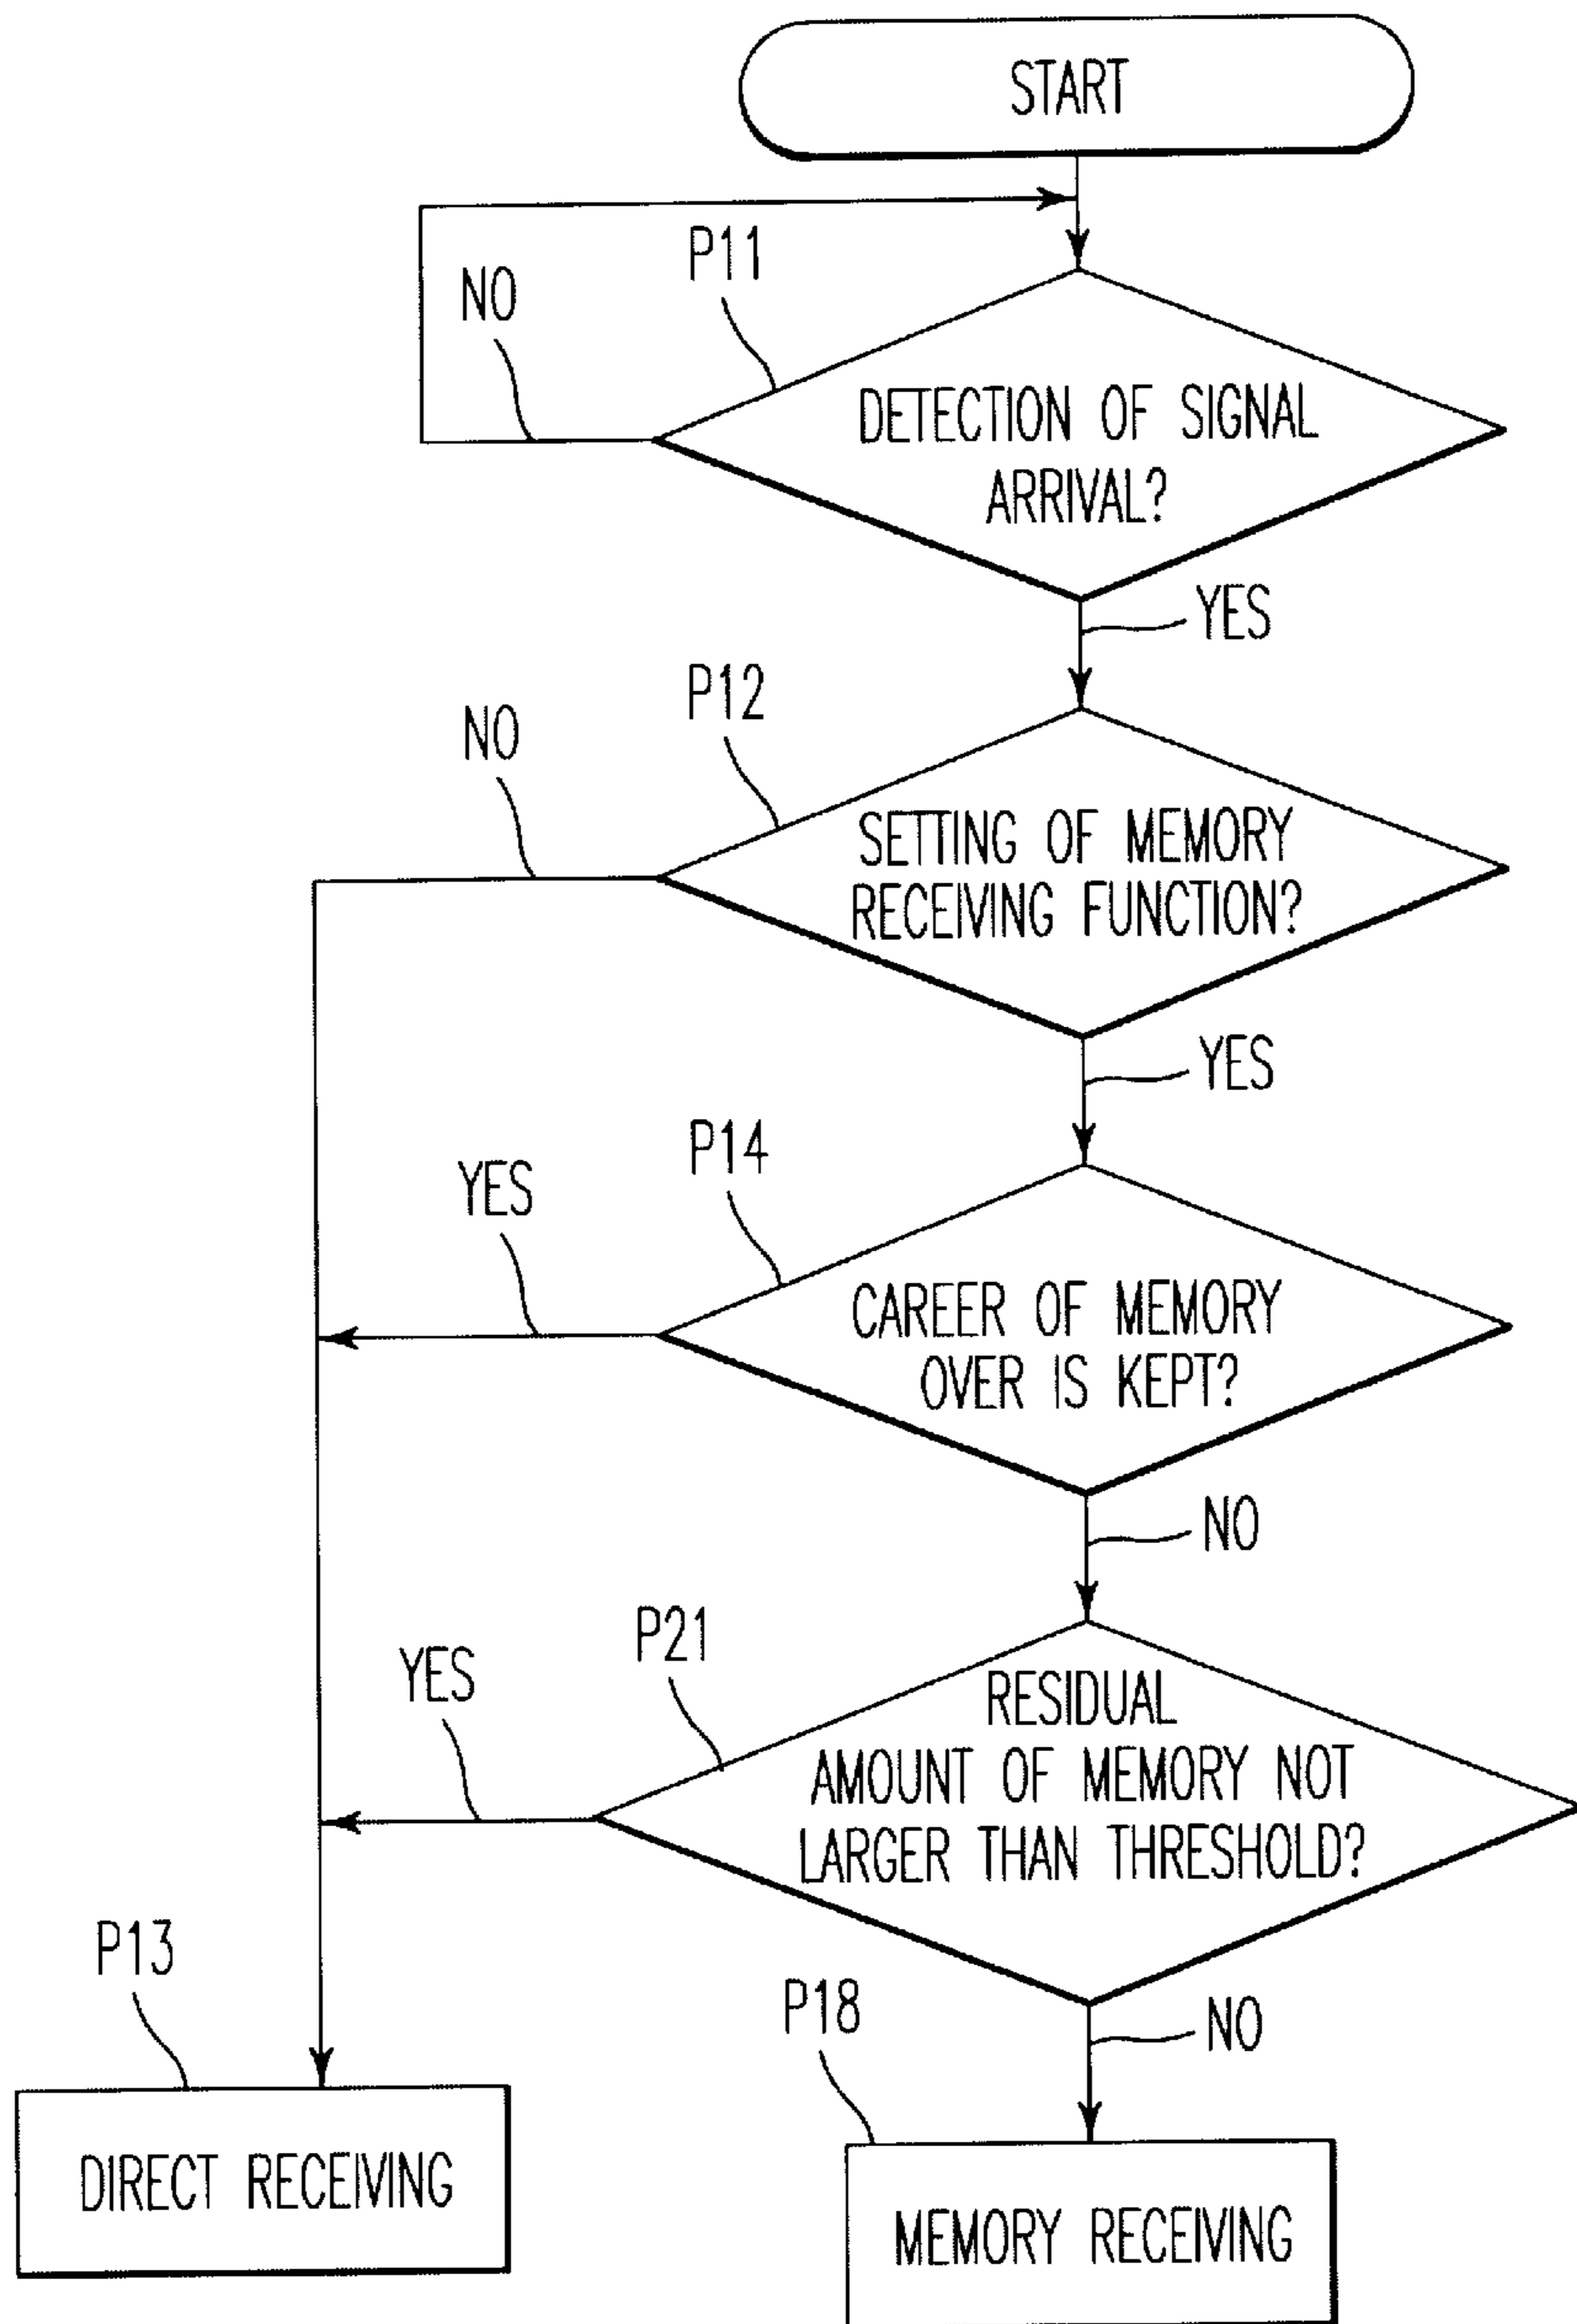 START
P11
NO
DETECTION OF SIGNAL
ARRIVAL?
YES
P12
NO
SETTING OF MEMORY
RECEIVING FUNCTION?
YES
P14
YES
CAREER OF MEMORY
OVER IS KEPT?
NO
P21
YES
RESIDUAL
AMOUNT OF MEMORY NOT
LARGER THAN THRESHOLD?
P13
P18
NO
DIRECT RECEIVING
MEMORY RECEIVING